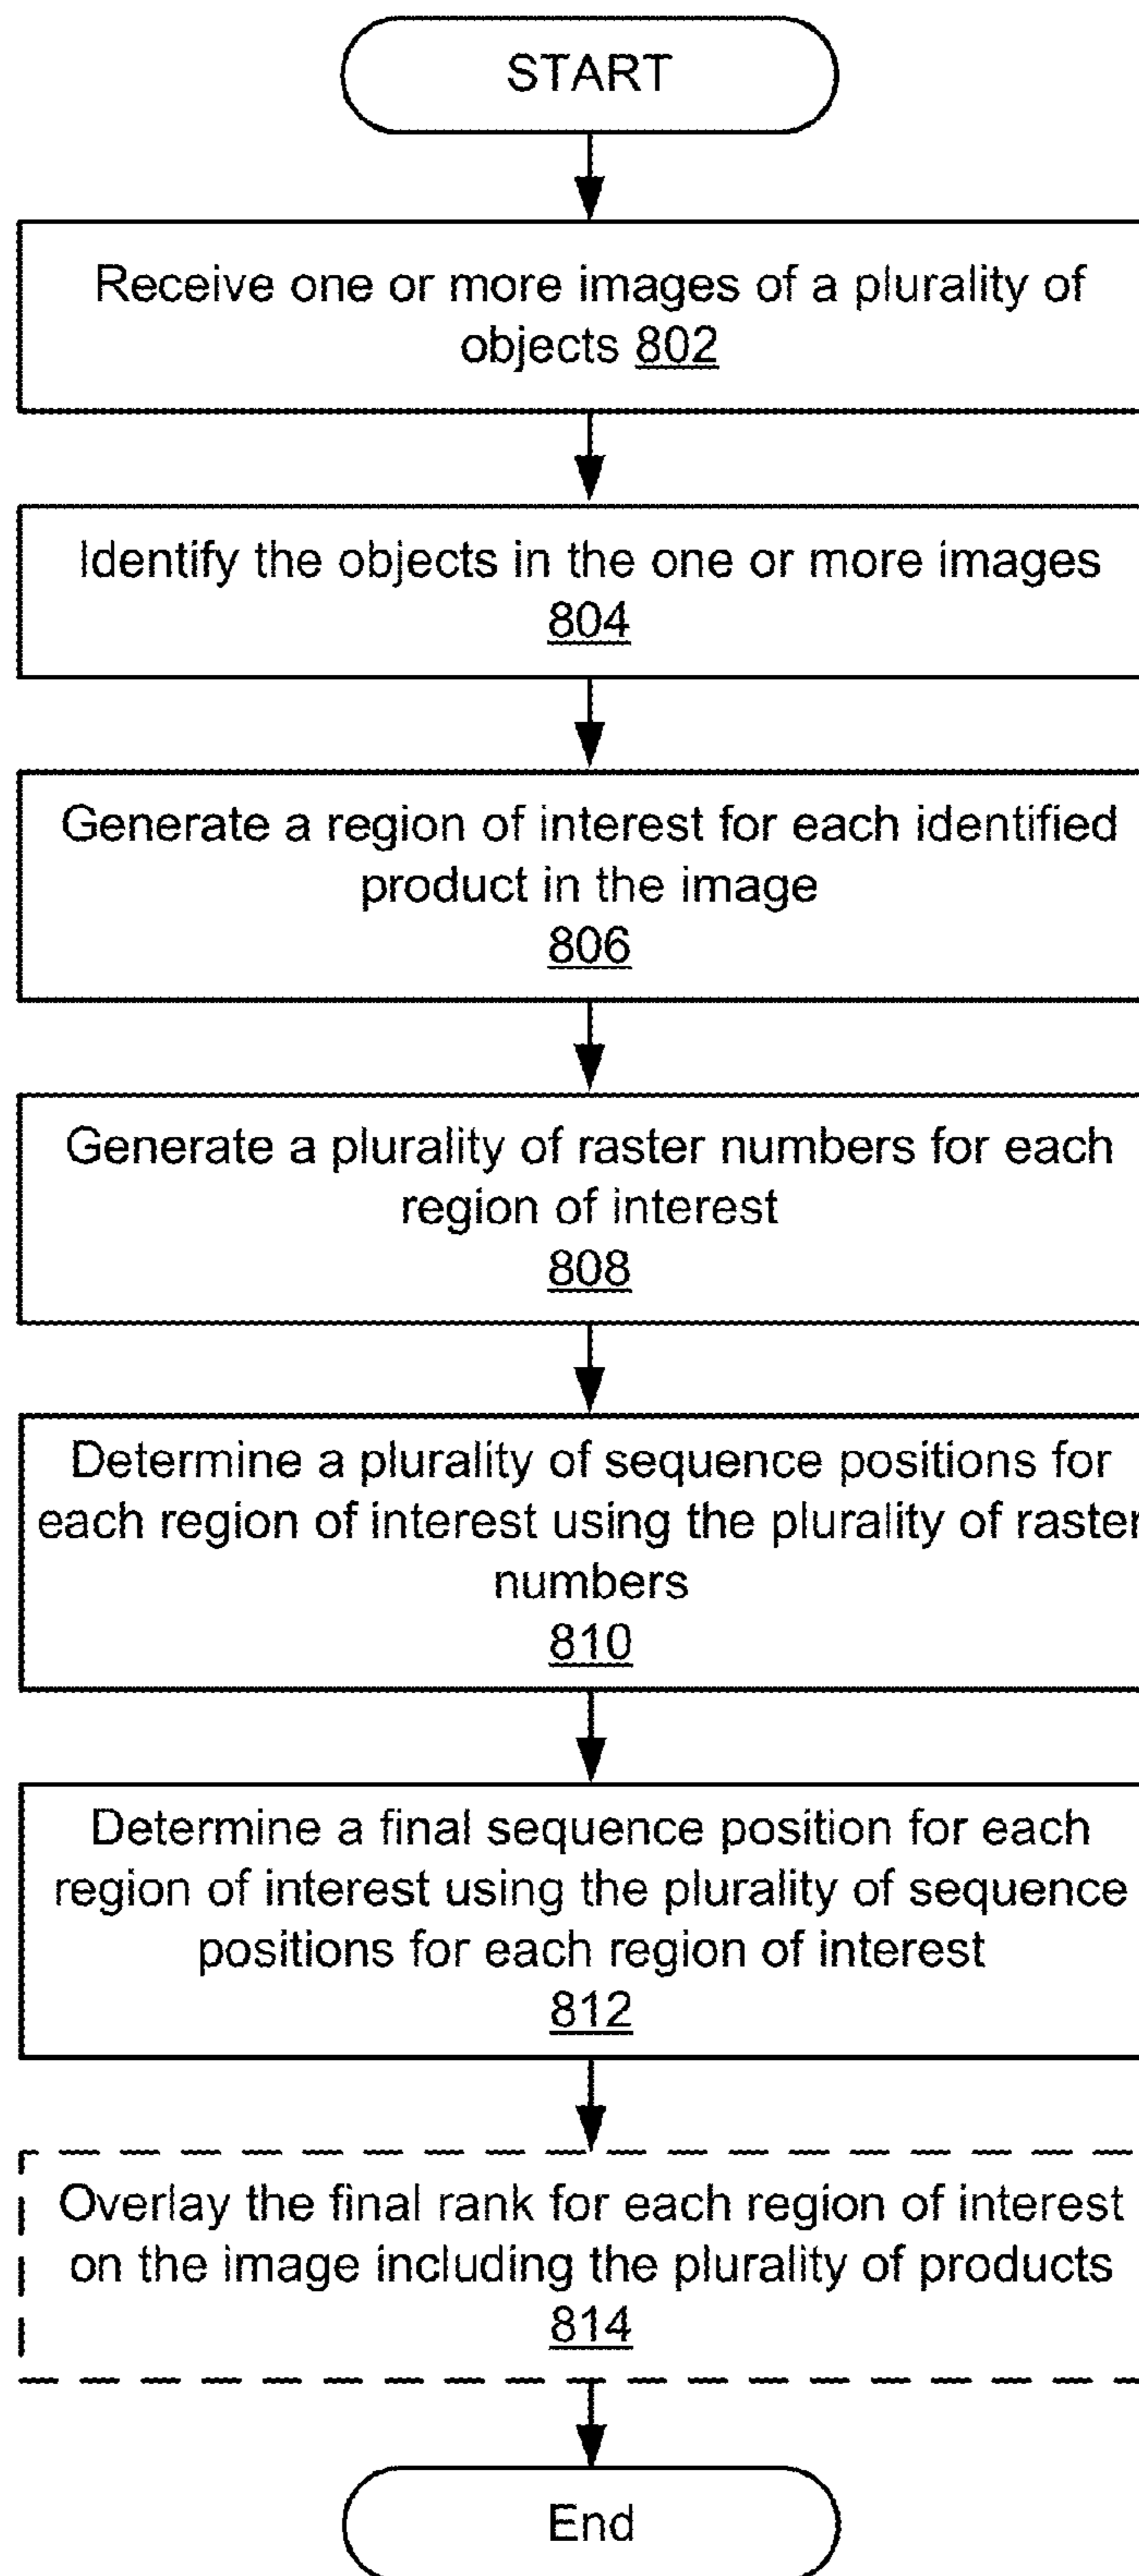 START
Receive one or more images of a plurality of
objects 802
Identify the objects in the one or more images
804
Generate a region of interest for each identified
product in the image
806
Generate a plurality of raster numbers for each
region of interest
808
Determine a plurality of sequence positions for
each region of interest using the plurality of raster
numbers
810
Determine a final sequence position for each
region of interest using the plurality of sequence
positions for each region of interest
812
Overlay the final rank for each region of interest
on the image including the plurality of products
814
End